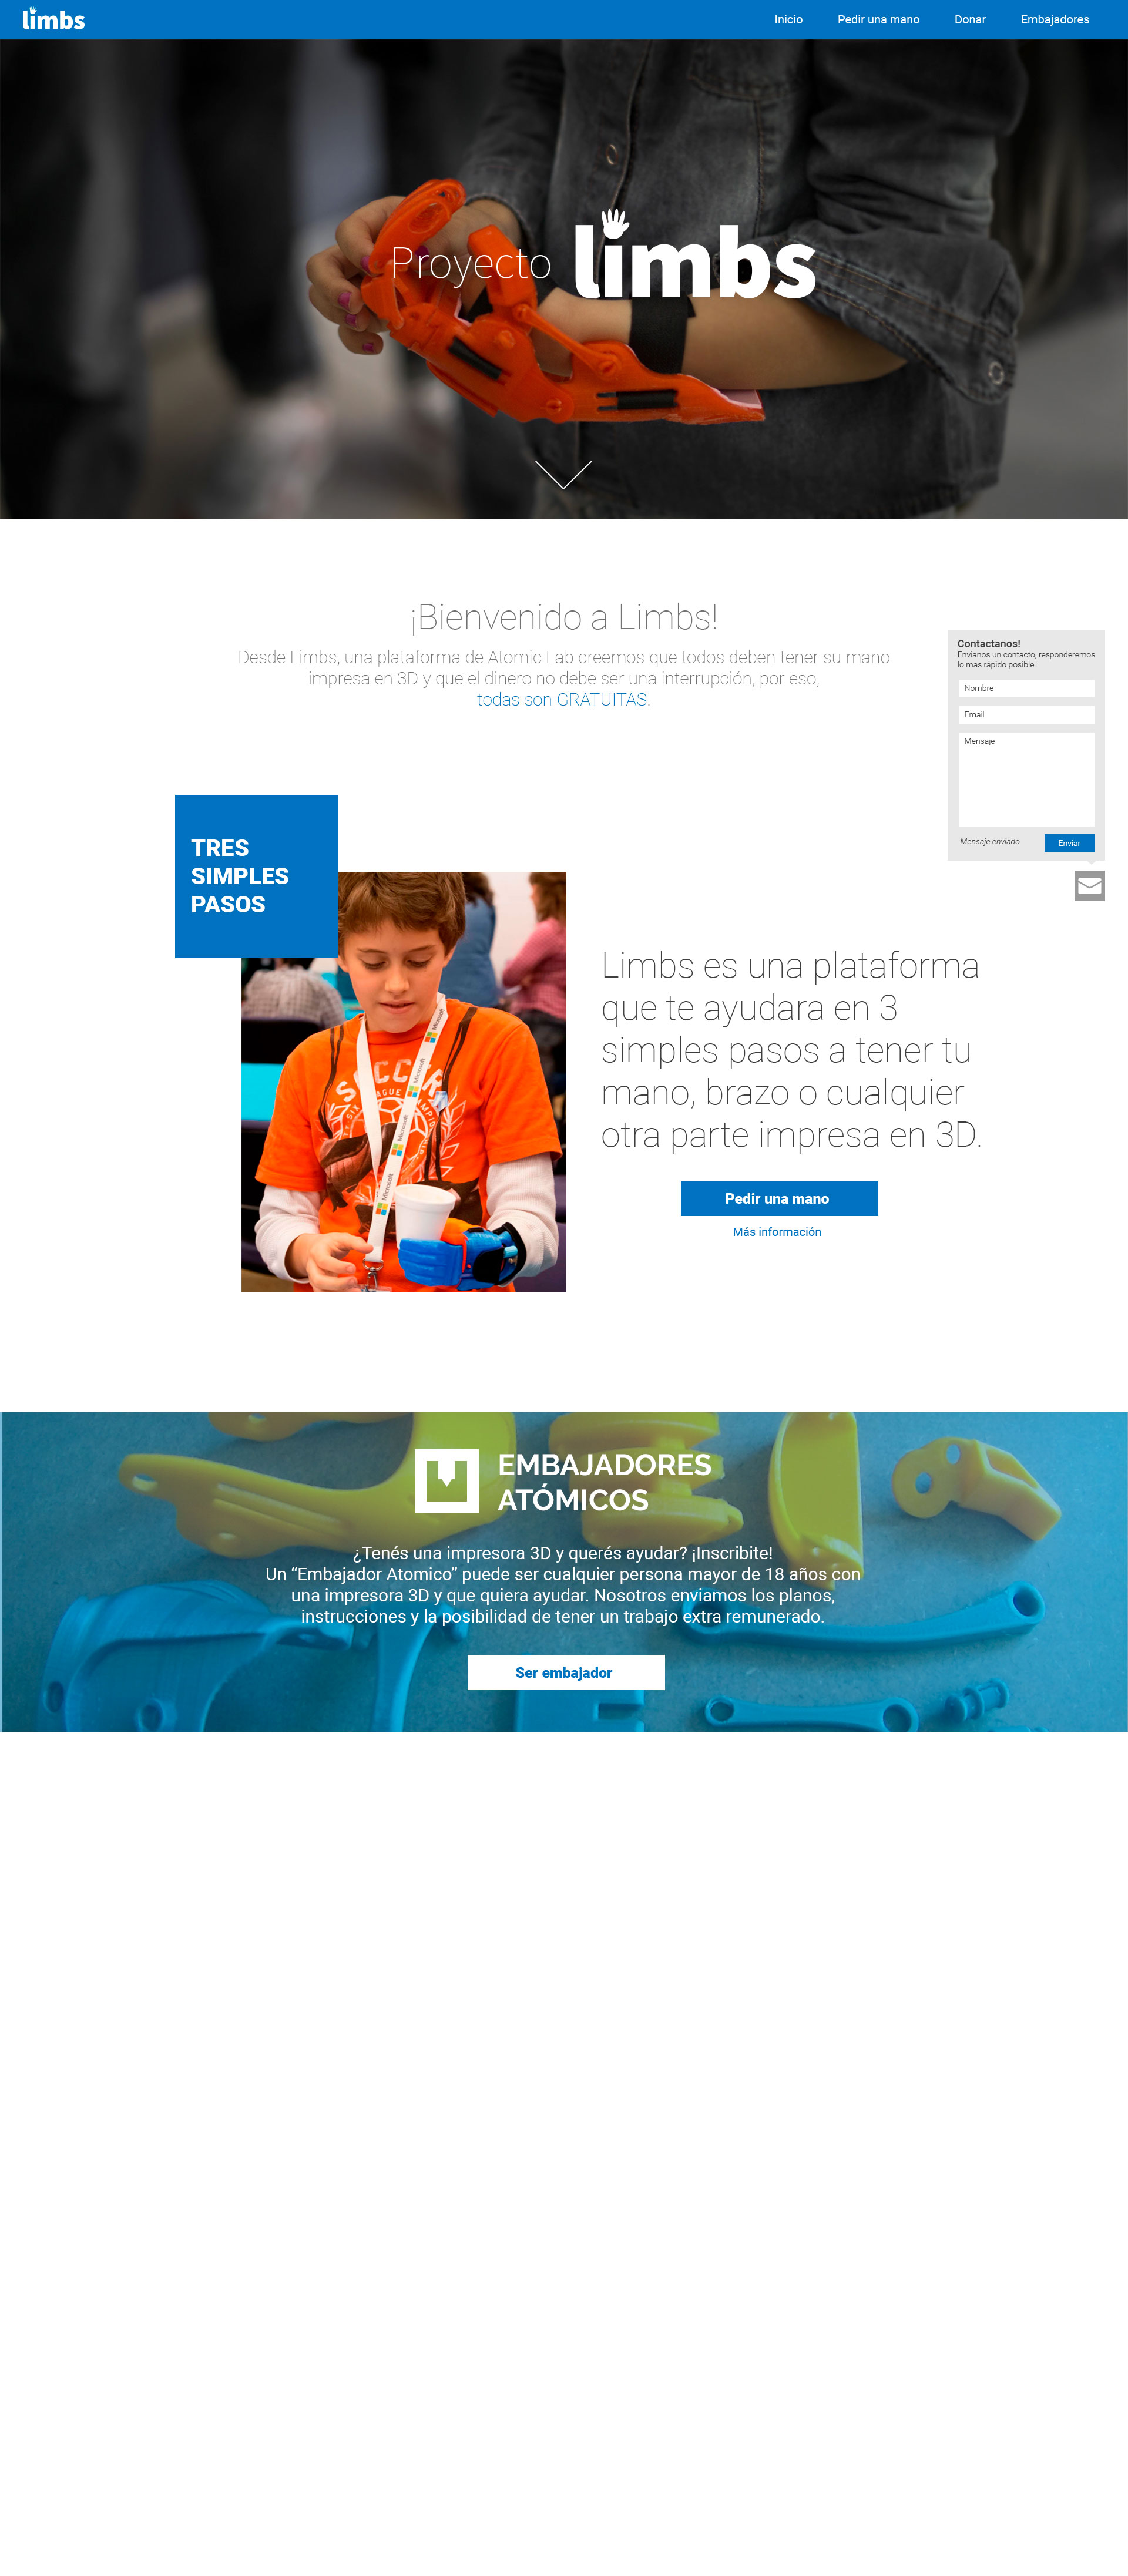 limbs
Inicio
Pedir una mano
Donar
Embajadores
Proyecto limbs
¡Bienvenido a Limbs!
Desde Limbs, una plataforma de Atomic Lab creemos que todos deben tener su mano
impresa en 3D y que el dinero no debe ser una interrupción, por eso,
todas son GRATUITAS.
Contactanos!
Envianos un contacto, responderemos
lo mas rápido posible.
Nombre
Email
Mensaje
Mensaje enviado
Enviar
TRES
SIMPLES
PASOS
SOCCER
Microsoft
Microsoft
Microsoft
Microsoft
Limbs es una plataforma
que te ayudara en 3
simples pasos a tener tu
mano, brazo o cualquier
otra parte impresa en 3D.
Pedir una mano
Más información
EMBAJADORES
ATÓMICOS
¿Tenés una impresora 3D y querés ayudar? ¡Inscribite!
Un “Embajador Atomico” puede ser cualquier persona mayor de 18 años con
una impresora 3D y que quiera ayudar. Nosotros enviamos los planos,
instrucciones y la posibilidad de tener un trabajo extra remunerado.
Ser embajador